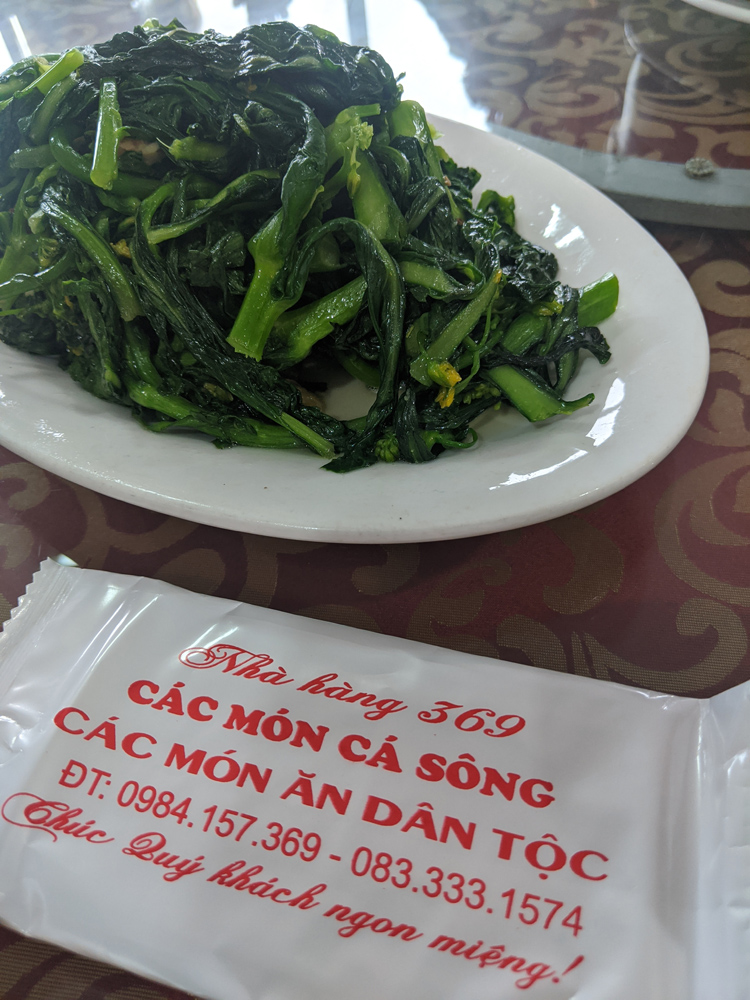 Nhà hàng 369
CÁC MÓN CÁ SÔNG
CÁC MÓN ĂN DÂN TỘC
ĐT: 0984.157.369 - 083.333.1574
Chúc Quý khách ngon miệng!